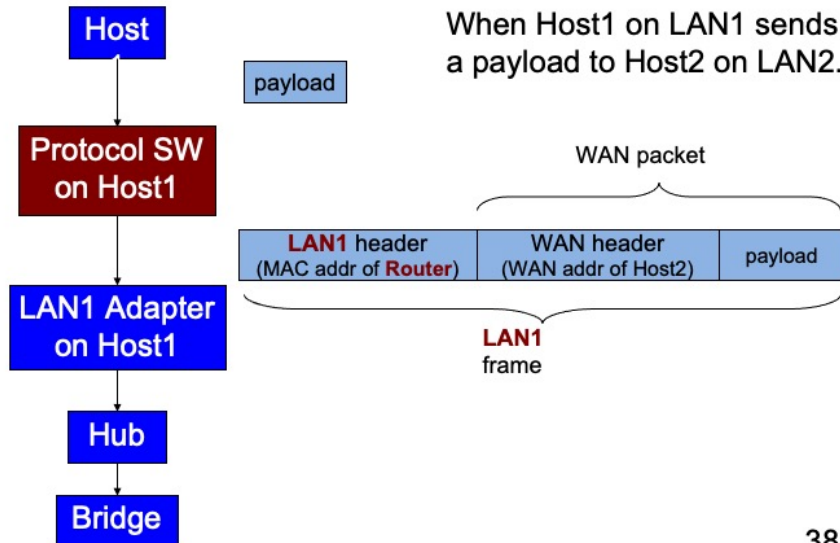 Host
When Host1 on LAN1 sends
a payload to Host2 on LAN2.
payload
Protocol SW
on Host1
WAN packet
LAN1 header
(MAC addr of Router)
WAN header
(WAN addr of Host2)
payload
LAN1 Adapter
on Host1
LAN1
frame
Hub
Bridge
38